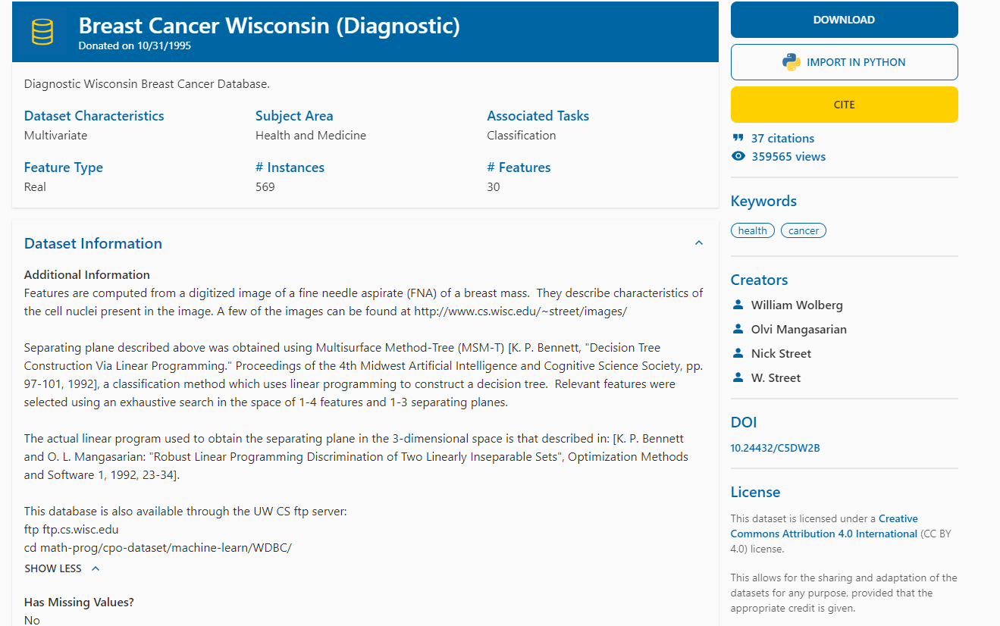 Breast Cancer Wisconsin (Diagnostic)
Donated on 10/31/1995
Diagnostic Wisconsin Breast Cancer Database.
Dataset Characteristics
Multivariate
Subject Area
Health and Medicine
Associated Tasks
Classification
Feature Type
Real
# Instances
569
# Features
30
Dataset Information
Additional Information
Features are computed from a digitized image of a fine needle aspirate (FNA) of a breast mass.  They describe characteristics of
the cell nuclei present in the image. A few of the images can be found at http://www.cs.wisc.edu/~street/images/
Separating plane described above was obtained using Multisurface Method-Tree (MSM-T) [K. P. Bennett, "Decision Tree
Construction Via Linear Programming." Proceedings of the 4th Midwest Artificial Intelligence and Cognitive Science Society, pp.
97-101, 1992], a classification method which uses linear programming to construct a decision tree.  Relevant features were
selected using an exhaustive search in the space of 1-4 features and 1-3 separating planes.
The actual linear program used to obtain the separating plane in the 3-dimensional space is that described in: [K. P. Bennett
and O. L. Mangasarian: "Robust Linear Programming Discrimination of Two Linearly Inseparable Sets", Optimization Methods
and Software 1, 1992, 23-34].
This database is also available through the UW CS ftp server:
ftp ftp.cs.wisc.edu
cd math-prog/cpo-dataset/machine-learn/WDBC/
SHOW LESS
Has Missing Values?
No
DOWNLOAD
IMPORT IN PYTHON
CITE
37 citations
359565 views
Keywords
health
cancer
Creators
William Wolberg
Olvi Mangasarian
Nick Street
W. Street
DOI
10.24432/C5DW2B
License
This dataset is licensed under a Creative
Commons Attribution 4.0 International (CC BY
4.0) license.
This allows for the sharing and adaptation of the
datasets for any purpose, provided that the
appropriate credit is given.